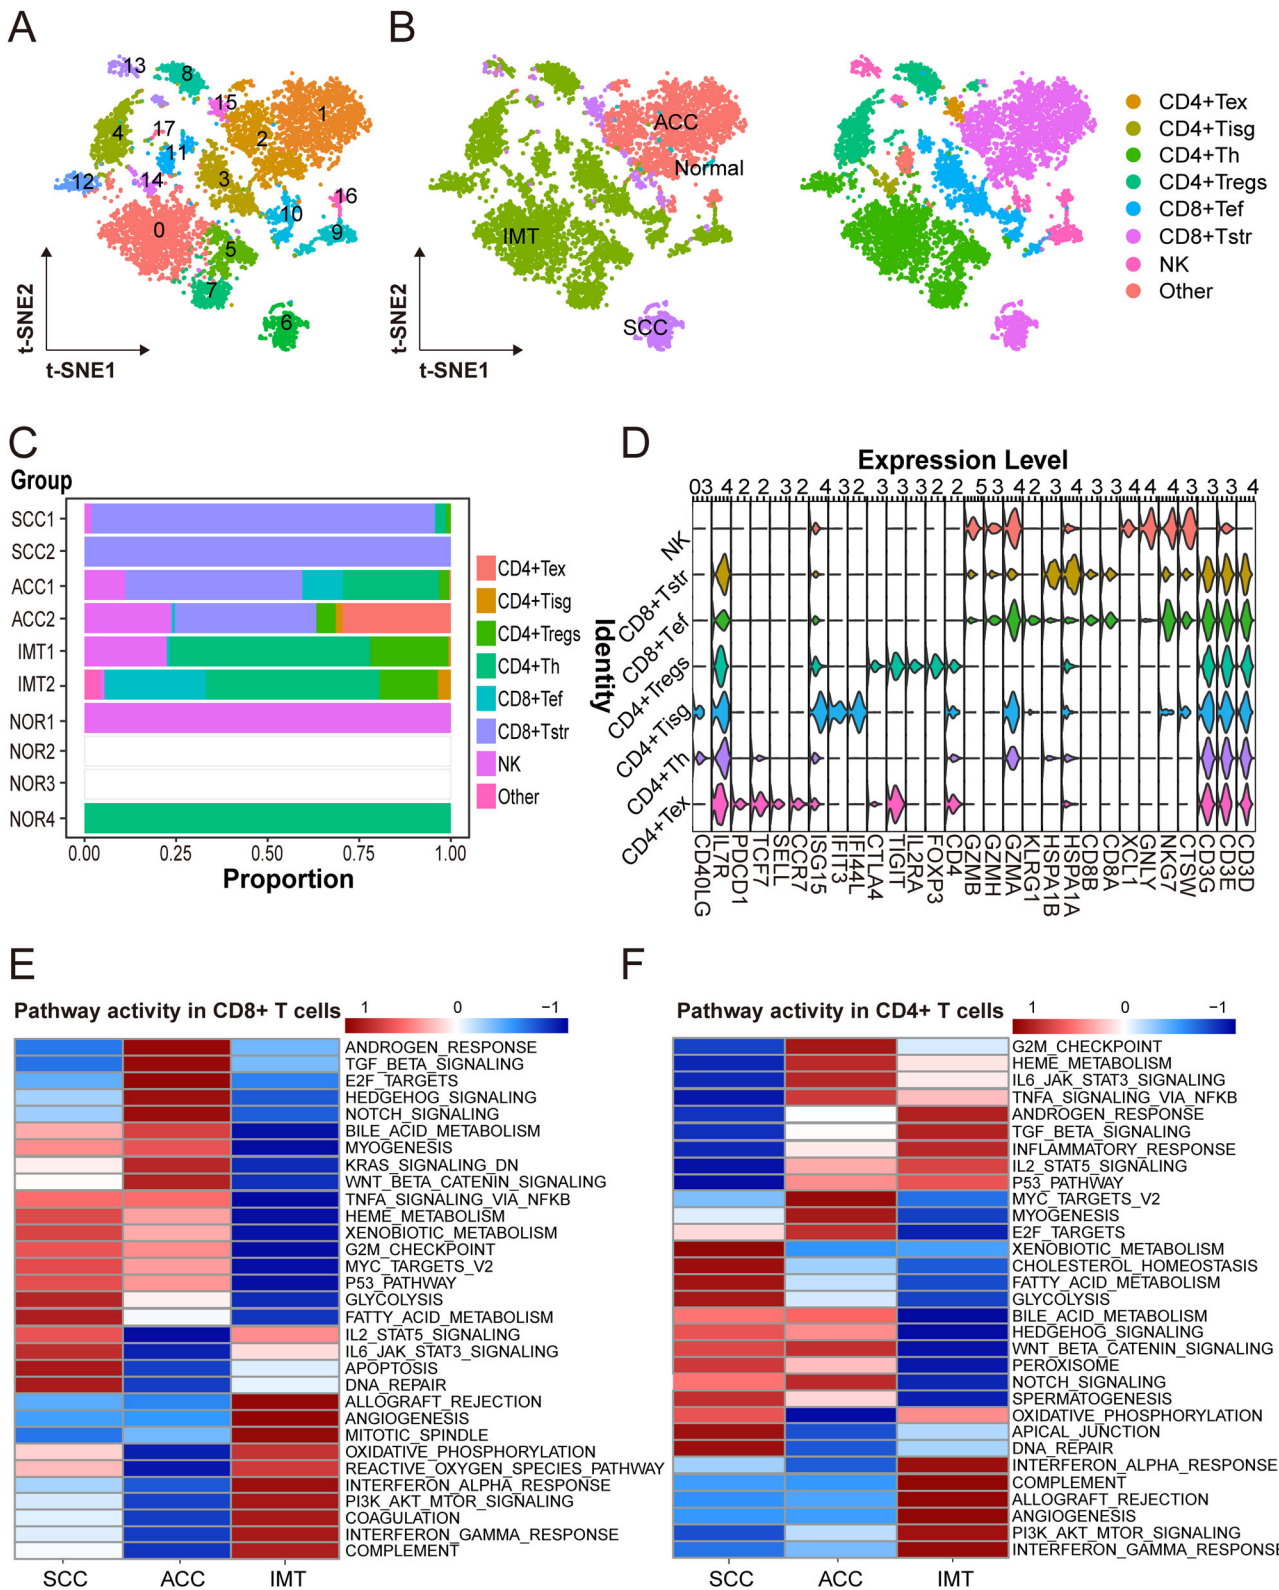 A
B
13
8
15
1
4
17
2
11
12
14
3
16
0
10
9
5
7
6
t-SNE2
t-SNE1
ACC
Normal
IMT
SCC
t-SNE2
t-SNE1
CD4+Tex
CD4+Tisg
CD4+Th
CD4+Tregs
CD8+Tef
CD8+Tstr
NK
Other
C
Group
SCC1
SCC2
ACC1
ACC2
IMT1
IMT2
NOR1
NOR2
NOR3
NOR4
0.00 0.25 0.50 0.75 1.00
Proportion
CD4+Tex
CD4+Tisg
CD4+Tregs
CD4+Th
CD8+Tef
CD8+Tstr
NK
Other
D
Expression Level
Identity
NK
CD8+Tstr
CD8+Tef
CD4+Tregs
CD4+Tisg
CD4+Th
CD4+Tex
CD40LG
IL7R
PDCD1
TCF7
SELL
CCR7
ISG15
IFIT3
IFI44L
CTLA4
TIGIT
IL2RA
FOXP3
CD4
GZMB
GZMH
GZMA
KLRG1
HSPA1B
HSPA1A
CD8B
CD8A
XCL1
GNLY
NKG7
CTSW
CD3G
CD3E
CD3D
E
Pathway activity in CD8+ T cells
1 0 −1
ANDROGEN_RESPONSE
TGF_BETA_SIGNALING
E2F_TARGETS
HEDGEHOG_SIGNALING
NOTCH_SIGNALING
BILE_ACID_METABOLISM
MYOGENESIS
KRAS_SIGNALING_DN
WNT_BETA_CATENIN_SIGNALING
TNFA_SIGNALING_VIA_NFKB
HEME_METABOLISM
XENOBIOTIC_METABOLISM
G2M_CHECKPOINT
MYC_TARGETS_V2
P53_PATHWAY
GLYCOLYSIS
FATTY_ACID_METABOLISM
IL2_STAT5_SIGNALING
IL6_JAK_STAT3_SIGNALING
APOPTOSIS
DNA_REPAIR
ALLOGRAFT_REJECTION
ANGIOGENESIS
MITOTIC_SPINDLE
OXIDATIVE_PHOSPHORYLATION
REACTIVE_OXYGEN_SPECIES_PATHWAY
INTERFERON_ALPHA_RESPONSE
PI3K_AKT_MTOR_SIGNALING
COAGULATION
INTERFERON_GAMMA_RESPONSE
COMPLEMENT
SCC ACC IMT
F
Pathway activity in CD4+ T cells
1 0 −1
G2M_CHECKPOINT
HEME_METABOLISM
IL6_JAK_STAT3_SIGNALING
TNFA_SIGNALING_VIA_NFKB
ANDROGEN_RESPONSE
TGF_BETA_SIGNALING
INFLAMMATORY_RESPONSE
IL2_STAT5_SIGNALING
P53_PATHWAY
MYC_TARGETS_V2
MYOGENESIS
E2F_TARGETS
XENOBIOTIC_METABOLISM
CHOLESTEROL_HOMEOSTASIS
FATTY_ACID_METABOLISM
GLYCOLYSIS
BILE_ACID_METABOLISM
HEDGEHOG_SIGNALING
WNT_BETA_CATENIN_SIGNALING
PEROXISOME
NOTCH_SIGNALING
SPERMATOGENESIS
OXIDATIVE_PHOSPHORYLATION
APICAL_JUNCTION
DNA_REPAIR
INTERFERON_ALPHA_RESPONSE
COMPLEMENT
ALLOGRAFT_REJECTION
ANGIOGENESIS
PI3K_AKT_MTOR_SIGNALING
INTERFERON_GAMMA_RESPONSE
SCC ACC IMT